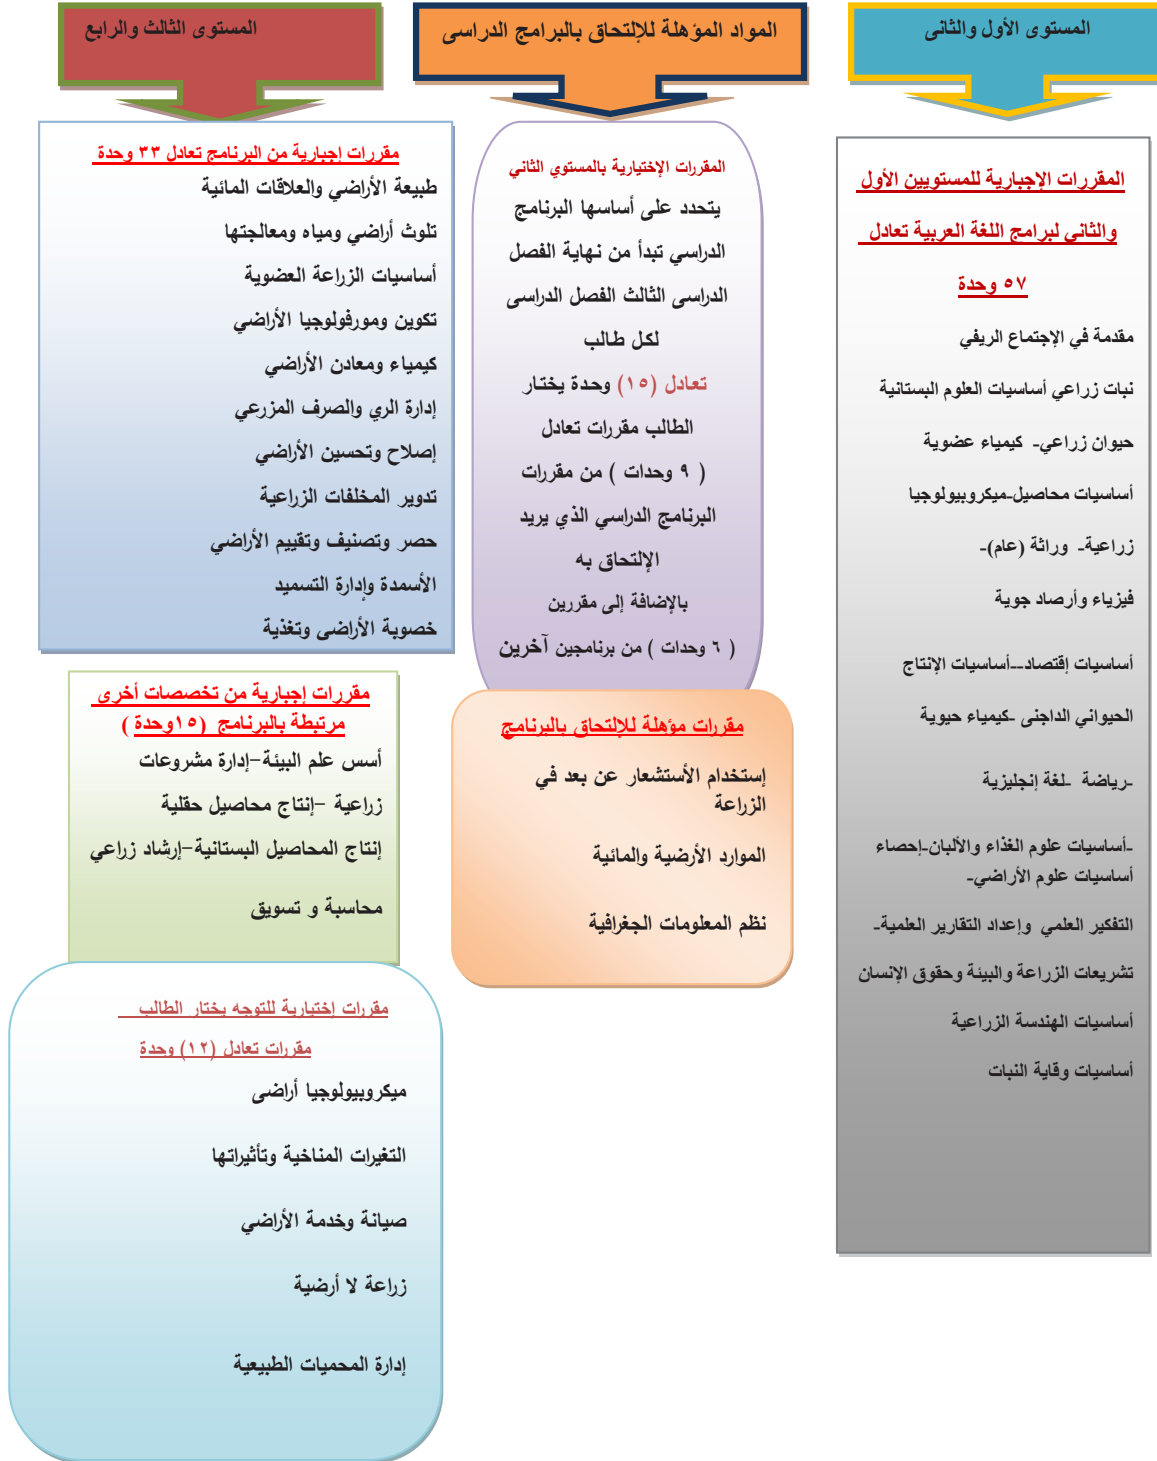 المستوى الأول والثانى
المقررات الإجبارية للمستويين الأول
والثاني لبرامج اللغة العربية تعادل
٥٧ وحدة
مقدمة في الإجتماع الريفي
نبات زراعي أساسيات العلوم البستانية
حيوان زراعي- كيمياء عضوية
أساسيات محاصيل-ميكروبيولوجيا
زراعية- وراثة (عام)-
فيزياء وأرصاد جوية
أساسيات إقتصاد--أساسيات الإنتاج
الحيواني الداجنى -كيمياء حيوية
-رياضة -لغة إنجليزية
-أساسيات علوم الغذاء والألبان-إحصاء
أساسيات علوم الأراضي-
التفكير العلمي وإعداد التقارير العلمية-
تشريعات الزراعة والبيئة وحقوق الإنسان
أساسيات الهندسة الزراعية
أساسيات وقاية النبات
المواد المؤهلة للإلتحاق بالبرامج الدراسى
المقررات الإختيارية بالمستوي الثاني
يتحدد على أساسها البرنامج
الدراسي تبدأ من نهاية الفصل
الدراسى الثالث الفصل الدراسى
لكل طالب
تعادل (١٥) وحدة يختار
الطالب مقررات تعادل
( ٩ وحدات ) من مقررات
البرنامج الدراسي الذي يريد
الإلتحاق به
بالإضافة إلى مقررين
( ٦ وحدات ) من برنامجين آخرين
مقررات مؤهلة للإلتحاق بالبرنامج
إستخدام الأستشعار عن بعد في
الزراعة
الموارد الأرضية والمائية
نظم المعلومات الجغرافية
المستوى الثالث والرابع
مقررات إجبارية من البرنامج تعادل ٣٣ وحدة
طبيعة الأراضي والعلاقات المائية
تلوث أراضي ومياه ومعالجتها
أساسيات الزراعة العضوية
تكوين ومورفولوجيا الأراضي
كيمياء ومعادن الأراضي
إدارة الري والصرف المزرعي
إصلاح وتحسين الأراضي
تدوير المخلفات الزراعية
حصر وتصنيف وتقييم الأراضي
الأسمدة وإدارة التسميد
خصوبة الأراضى وتغذية
مقررات إجبارية من تخصصات أخرى
مرتبطة بالبرنامج (١٥وحدة )
أسس علم البيئة-إدارة مشروعات
زراعية -إنتاج محاصيل حقلية
إنتاج المحاصيل البستانية-إرشاد زراعي
محاسبة و تسويق
مقررات إختيارية للتوجه يختار الطالب
مقررات تعادل (١٢) وحدة
ميكروبيولوجيا أراضى
التغيرات المناخية وتأثيراتها
صيانة وخدمة الأراضي
زراعة لا أرضية
إدارة المحميات الطبيعية